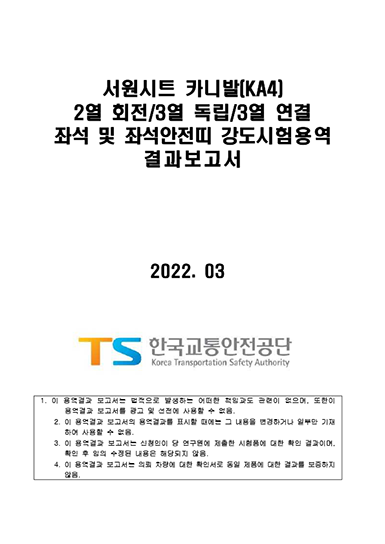 서원시트 카니발(KA4)
2열 회전/3열 독립/3열 연결
좌석 및 좌석안전띠 강도시험용역
결과보고서
2022. 03
TS 한국교통안전공단
Korea Transportation Safety Authority
1. 이 용역결과 보고서는 법적으로 발생하는 어떠한 책임과도 관련이 없으며, 또한이
용역결과 보고서를 광고 및 선전에 사용할 수 없음.
2. 이 용역결과 보고서의 용역결과를 표시할 때에는 그 내용을 변경하거나 일부만 기재
하여 사용할 수 없음.
3. 이 용역결과 보고서는 신청인이 당 연구원에 제출한 시험품에 대한 확인 결과이며,
확인 후 임의 수정된 내용은 해당되지 않음.
4. 이 용역결과 보고서는 의뢰 차량에 대한 확인서로 동일 제품에 대한 결과를 보증하지
않음.